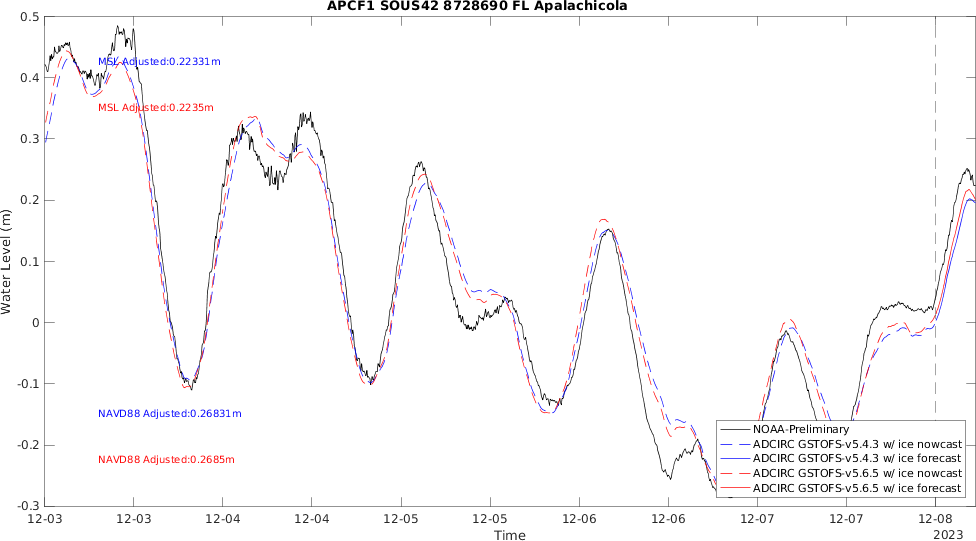 APCF1 SOUS42 8728690 FL Apalachicola
0.5
0.4
0.3
0.2
0.1
0
-0.1
-0.2
-0.3
Water Level (m)
MSL Adjusted:0.22331m
MSL Adjusted:0.2235m
NAVD88 Adjusted:0.26831m
NAVD88 Adjusted:0.2685m
NOAA-Preliminary
ADCIRC GSTOFS-v5.4.3 w/ ice nowcast
ADCIRC GSTOFS-v5.4.3 w/ ice forecast
ADCIRC GSTOFS-v5.6.5 w/ ice nowcast
ADCIRC GSTOFS-v5.6.5 w/ ice forecast
12-03 12-03 12-04 12-04 12-05 12-05 12-06 12-06 12-07 12-07 12-08
Time
2023